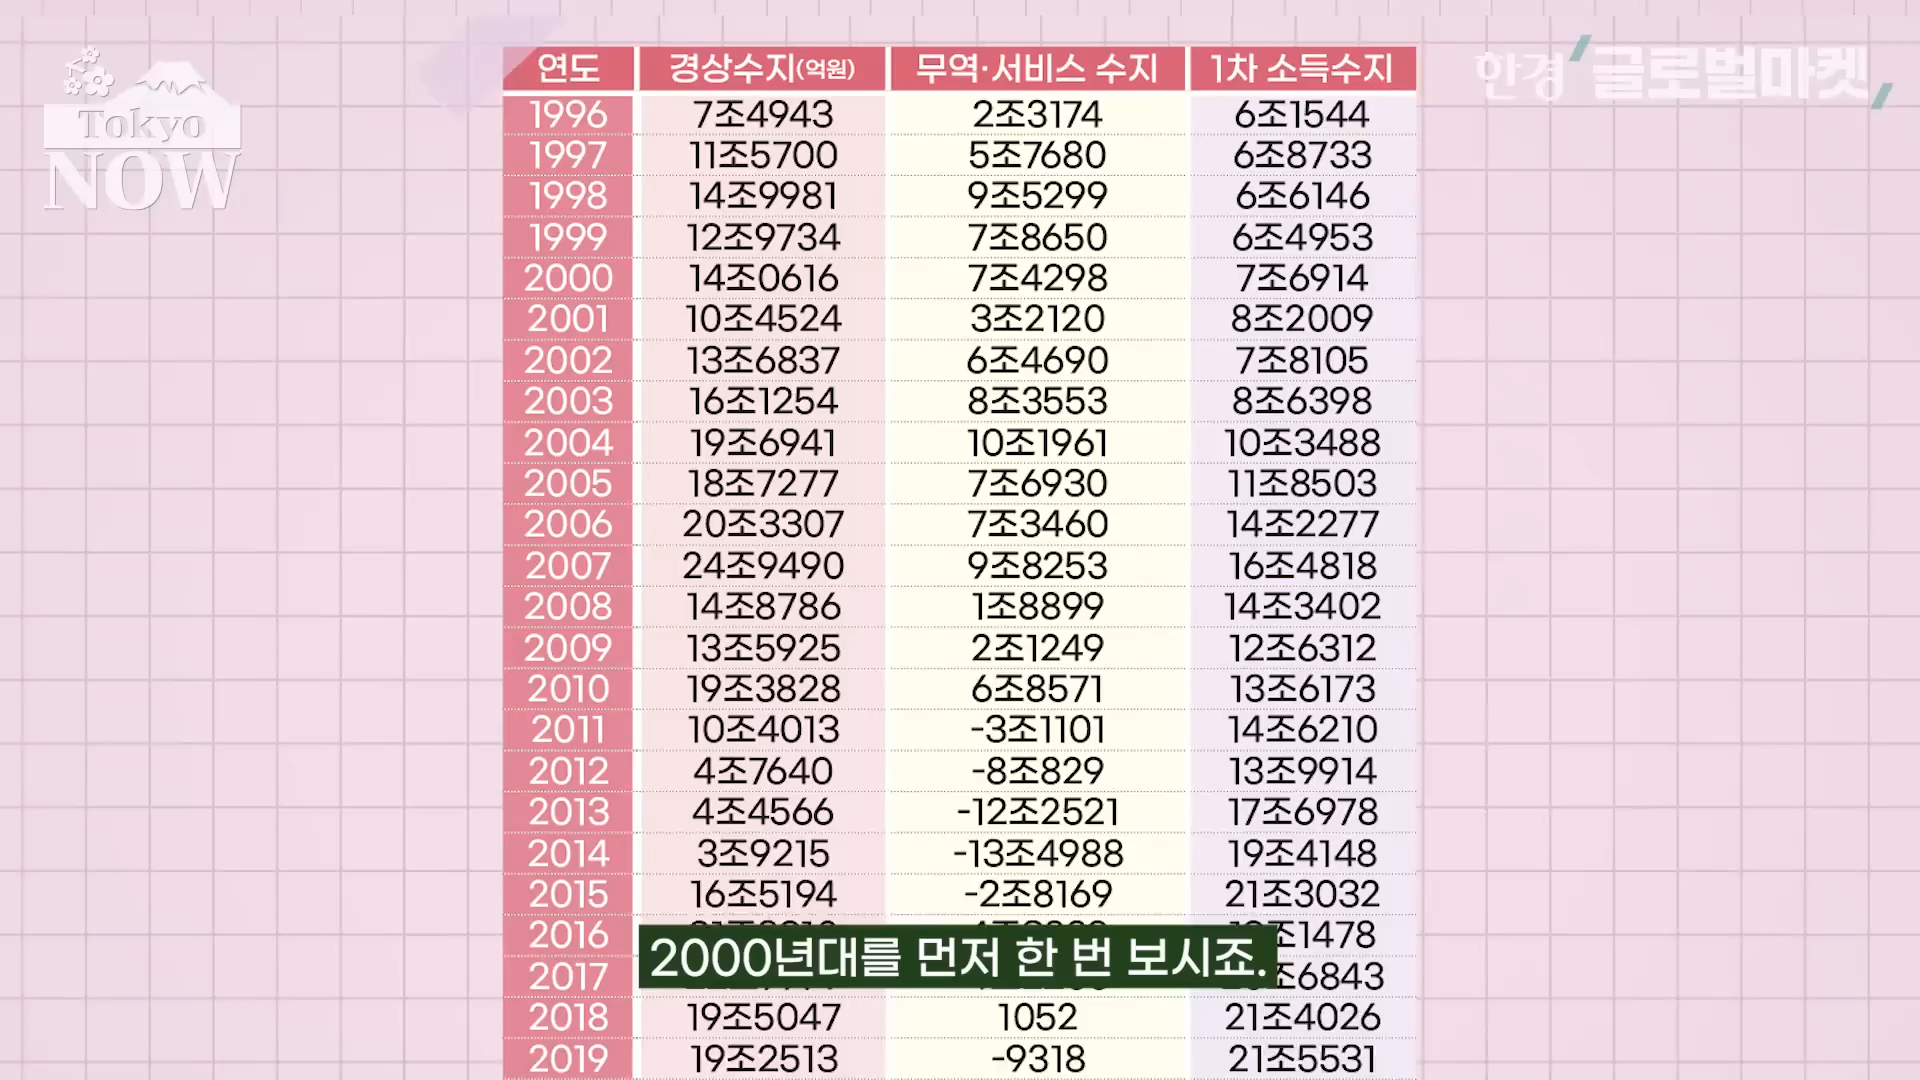 Tokyo
NOW
한경 글로벌마켓
연도 경상수지(억원) 무역·서비스 수지 1차 소득수지
1996 7조4943 2조3174 6조1544
1997 11조5700 5조7680 6조8733
1998 14조9981 9조5299 6조6146
1999 12조9734 7조8650 6조4953
2000 14조0616 7조4298 7조6914
2001 10조4524 3조2120 8조2009
2002 13조6837 6조4690 7조8105
2003 16조1254 8조3553 8조6398
2004 19조6941 10조1961 10조3488
2005 18조7277 7조6930 11조8503
2006 20조3307 7조3460 14조2277
2007 24조9490 9조8253 16조4818
2008 14조8786 1조8899 14조3402
2009 13조5925 2조1249 12조6312
2010 19조3828 6조8571 13조6173
2011 10조4013 -3조1101 14조6210
2012 4조7640 -8조829 13조9914
2013 4조4566 -12조2521 17조6978
2014 3조9215 -13조4988 19조4148
2015 16조5194 -2조8169 21조3032
2016
2017
2018 19조5047 1052 21조4026
2019 19조2513 -9318 21조5531
2000년대를 먼저 한 번 보시죠.